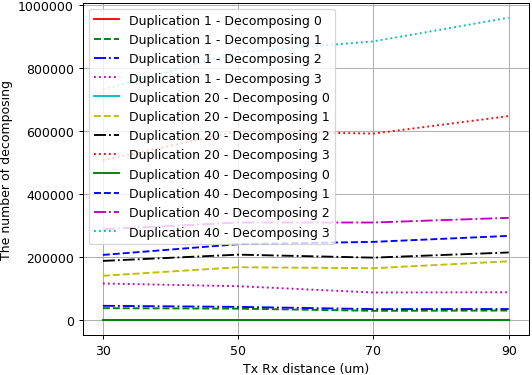 1000000
800000
600000
400000
200000
0
The number of decomposing
Duplication 1 - Decomposing 0
Duplication 1 - Decomposing 1
Duplication 1 - Decomposing 2
Duplication 1 - Decomposing 3
Duplication 20 - Decomposing 0
Duplication 20 - Decomposing 1
Duplication 20 - Decomposing 2
Duplication 20 - Decomposing 3
Duplication 40 - Decomposing 0
Duplication 40 - Decomposing 1
Duplication 40 - Decomposing 2
Duplication 40 - Decomposing 3
30 50 70 90
Tx Rx distance (um)